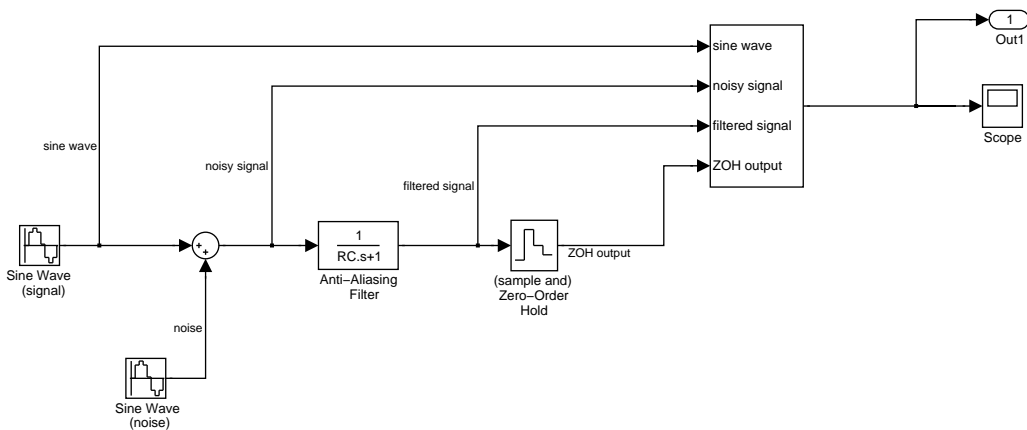 1
Out1
sine wave
noisy signal
filtered signal
ZOH output
Scope
sine wave
noisy signal
filtered signal
Sine Wave
(signal)
+
+
1
RC.s+1
Anti−Aliasing
Filter
(sample and)
Zero−Order
Hold
ZOH output
noise
Sine Wave
(noise)